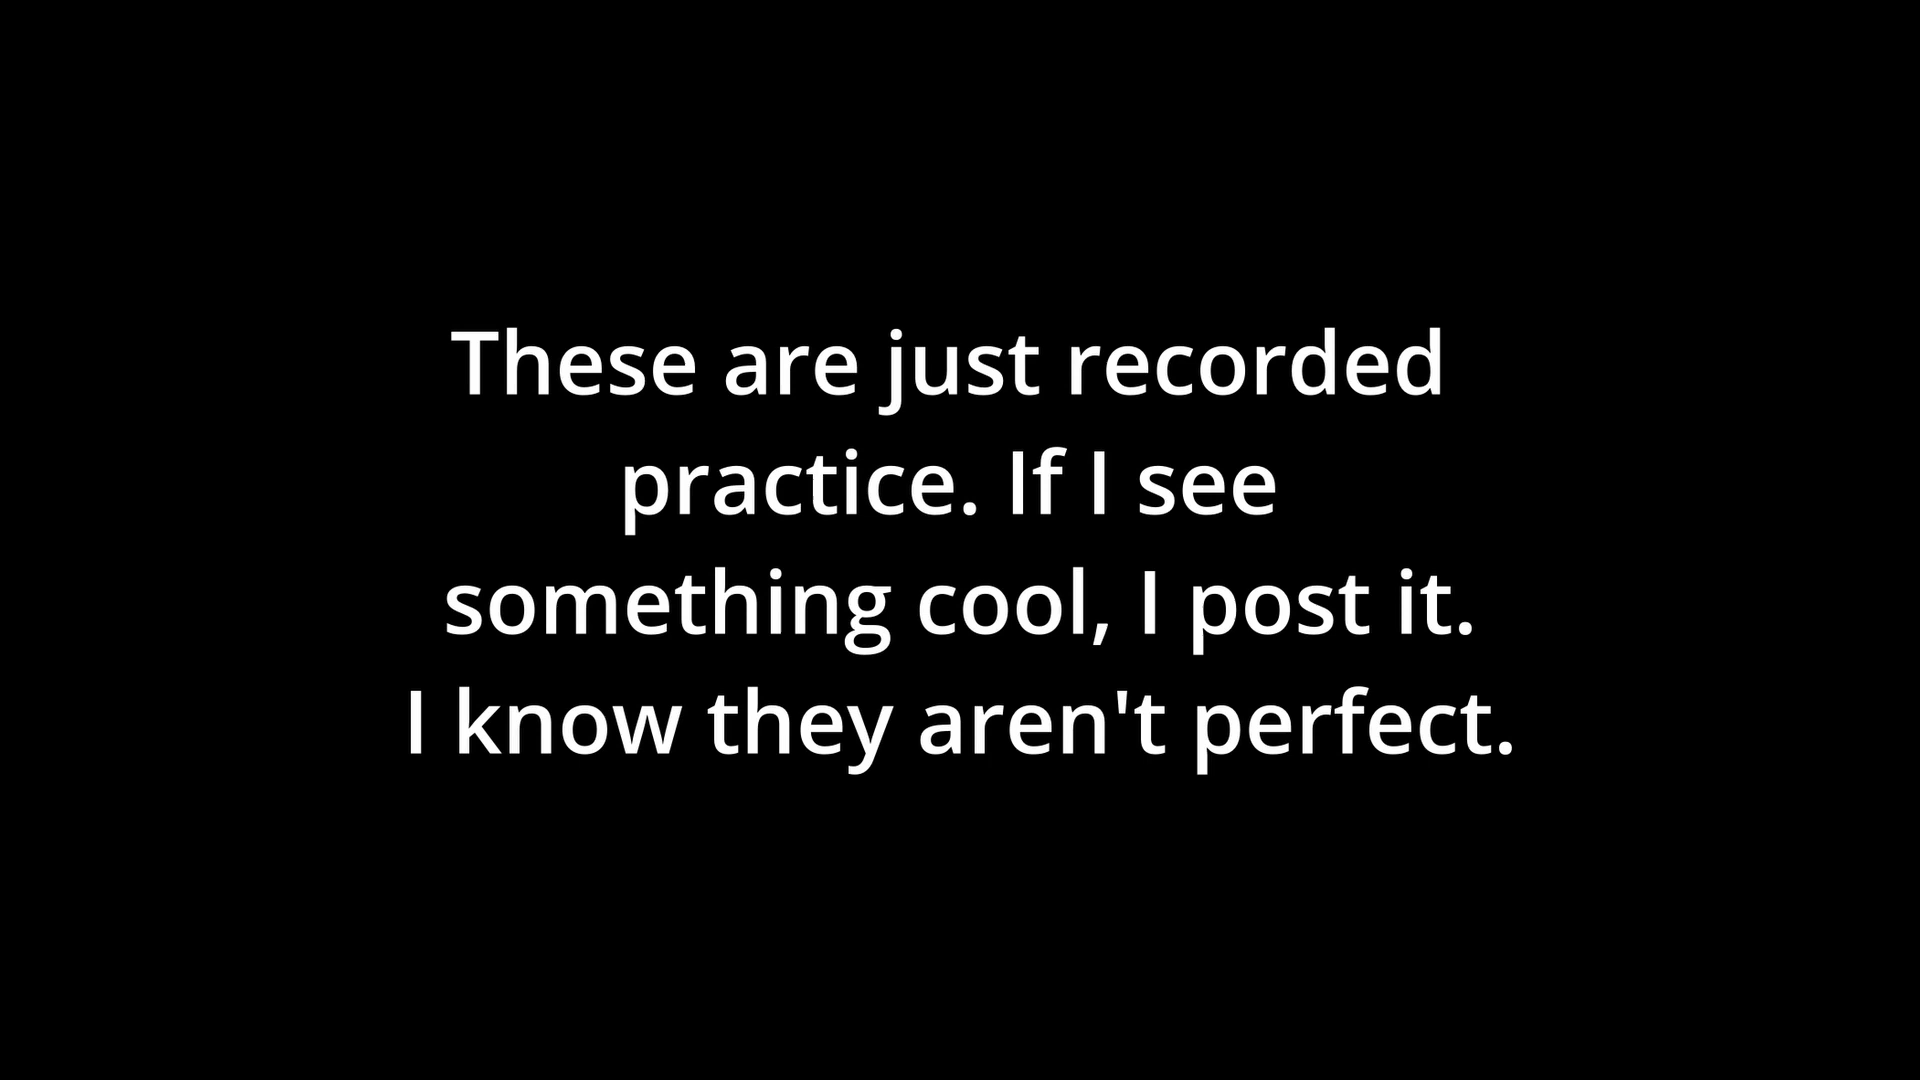 These are just recorded
practice. If I see
something cool, I post it.
I know they aren't perfect.